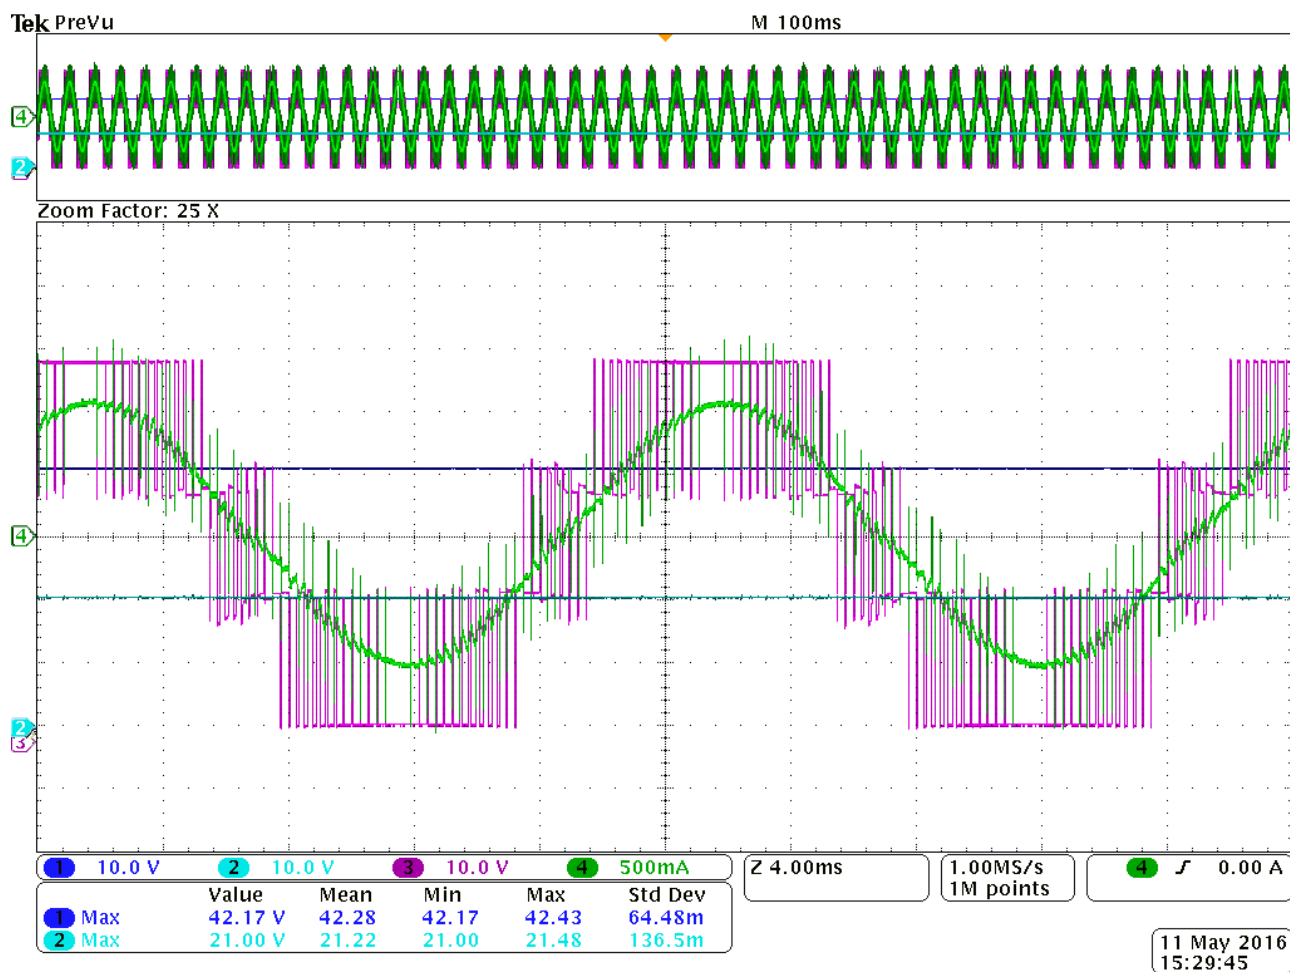 Tek PreVu M 100ms
4
2
Zoom Factor: 25 X
4
2
3
1 10.0 V 2 10.0 V 3 10.0 V 4 500mA Z 4.00ms 1.00MS/s 4 0.00 A
1M points
Value Mean Min Max Std Dev
1 Max 42.17 V 42.28 42.17 42.43 64.48m
2 Max 21.00 V 21.22 21.00 21.48 136.5m
11 May 2016
15:29:45